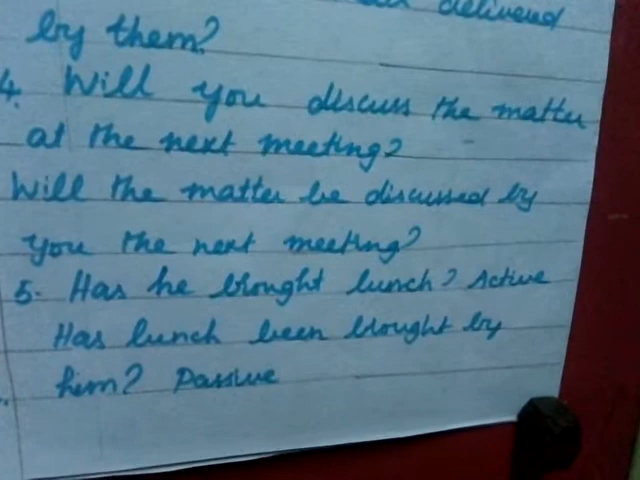 delivered
by them?
4. Will you discuss the matter
at the next meeting?
Will the matter be discussed by
you the next meeting?
5. Has he brought lunch? Active
Has lunch been brought by
him? Passive